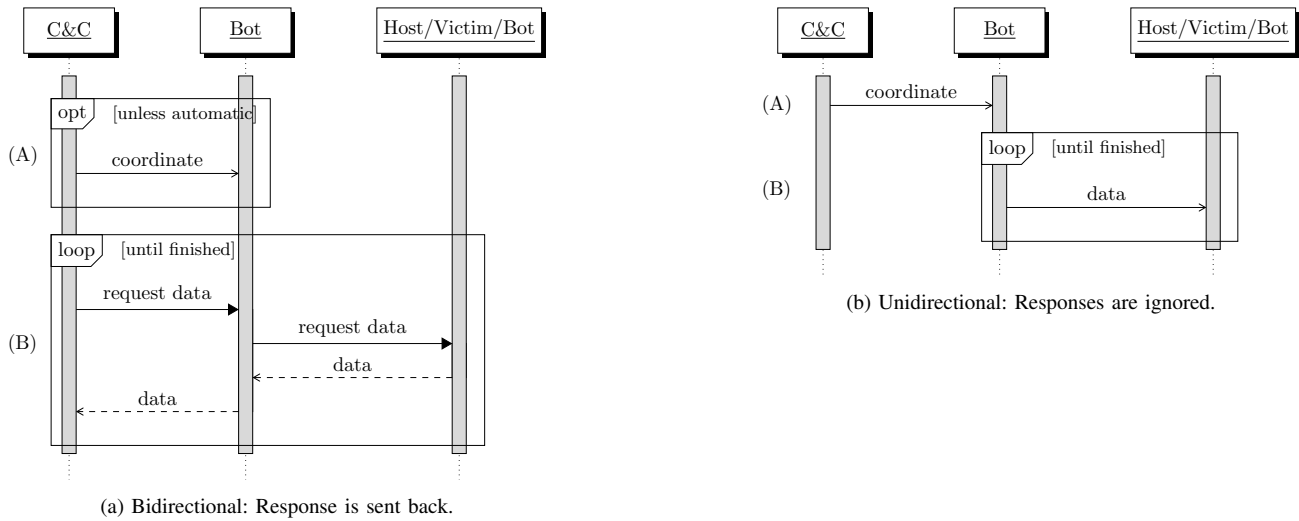 C&C
Bot
Host/Victim/Bot
opt
[unless automatic]
(A)
coordinate
loop
[until finished]
request data
(B)
request data
data
data
(a) Bidirectional: Response is sent back.
C&C
Bot
Host/Victim/Bot
(A)
coordinate
loop
[until finished]
(B)
data
(b) Unidirectional: Responses are ignored.